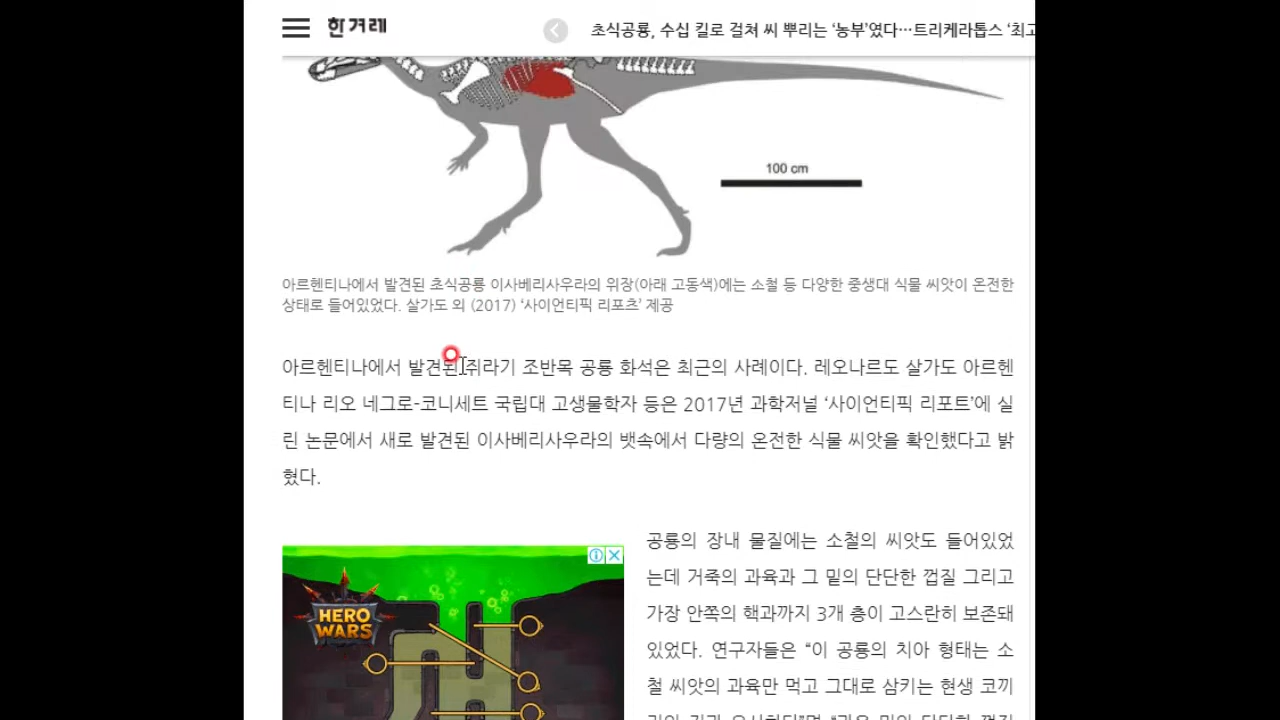 한겨레
초식공룡, 수십 킬로 걸쳐 씨 뿌리는 ‘농부’였다…트리케라톱스 ‘최고
100 cm
아르헨티나에서 발견된 초식공룡 이사베리사우라의 위장(아래 고동색)에는 소철 등 다양한 중생대 식물 씨앗이 온전한
상태로 들어있었다. 살가도 외 (2017) ‘사이언티픽 리포츠’ 제공
아르헨티나에서 발견된 쥐라기 조반목 공룡 화석은 최근의 사례이다. 레오나르도 살가도 아르헨
티나 리오 네그로-코니세트 국립대 고생물학자 등은 2017년 과학저널 ‘사이언티픽 리포트’에 실
린 논문에서 새로 발견된 이사베리사우라의 뱃속에서 다량의 온전한 식물 씨앗을 확인했다고 밝
혔다.
공룡의 장내 물질에는 소철의 씨앗도 들어있었
는데 거죽의 과육과 그 밑의 단단한 껍질 그리고
가장 안쪽의 핵과까지 3개 층이 고스란히 보존돼
있었다. 연구자들은 “이 공룡의 치아 형태는 소
철 씨앗의 과육만 먹고 그대로 삼키는 현생 코끼
HERO
WARS